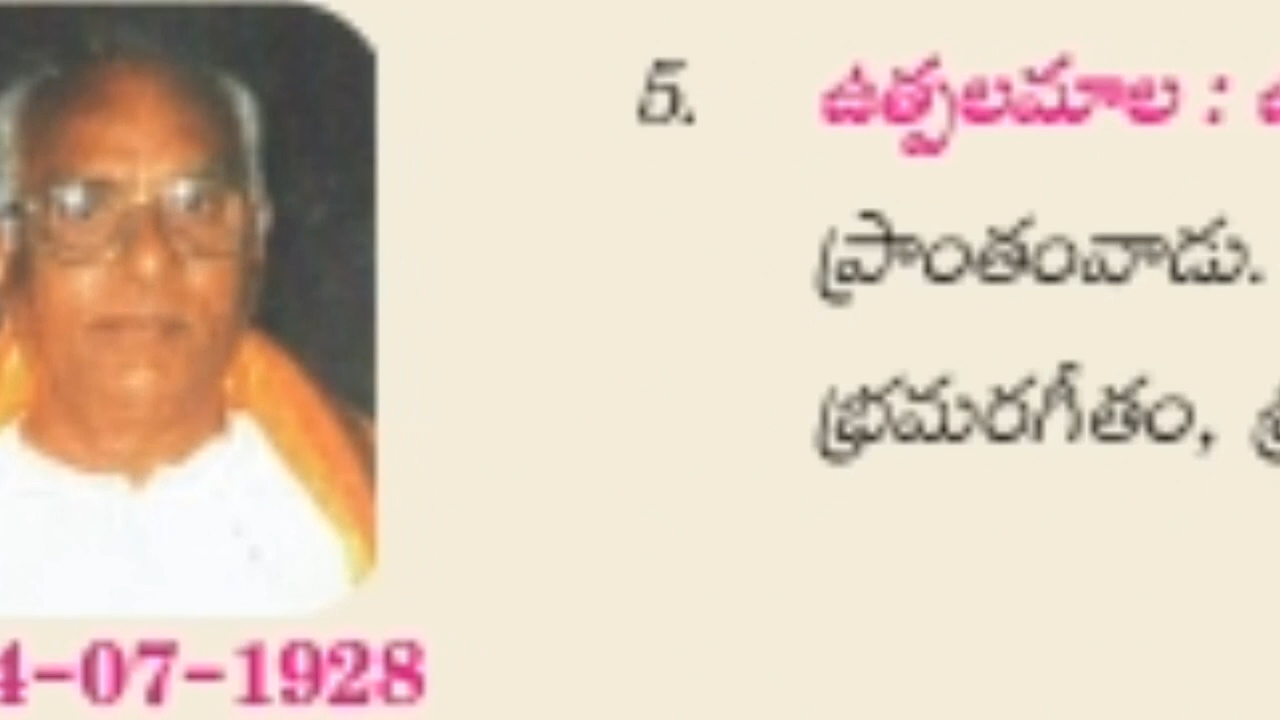 5. ఉత్పలమాల :
ప్రాంతంవాడు.
భ్రమరగీతం,
4-07-1928